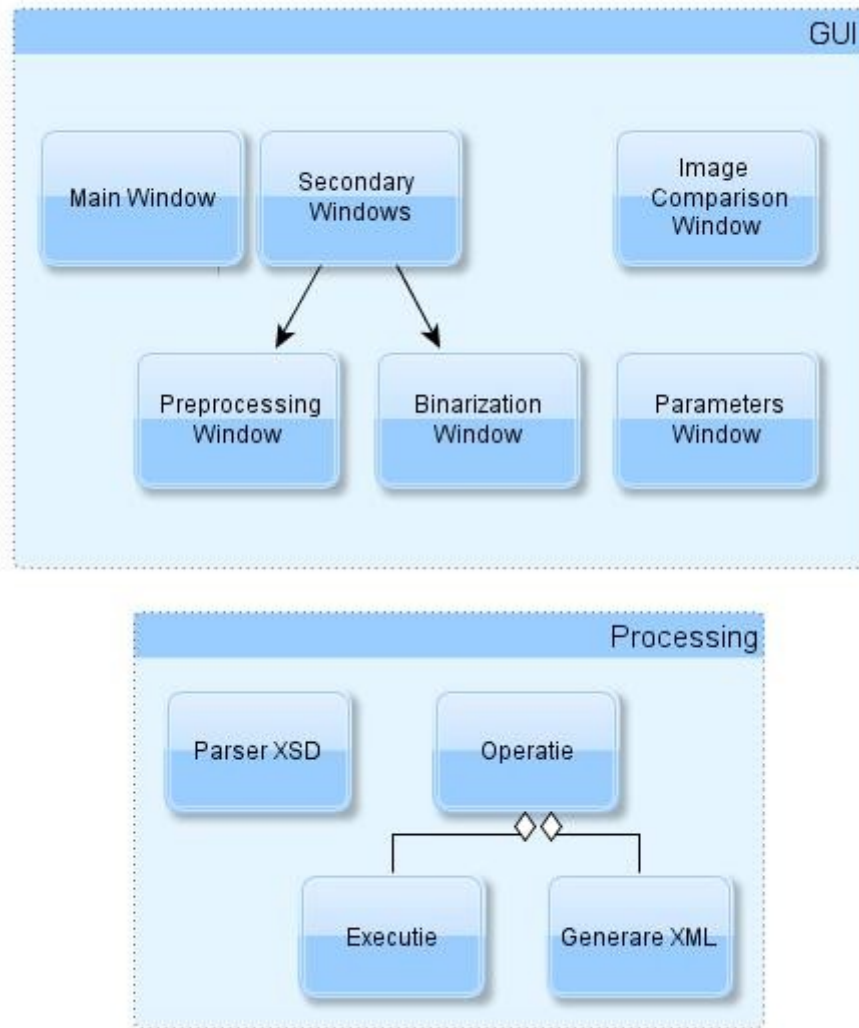 GUI
Main Window
Secondary
Windows
Image
Comparison
Window
Preprocessing
Window
Binarization
Window
Parameters
Window
Processing
Parser XSD
Operatie
Executie
Generare XML